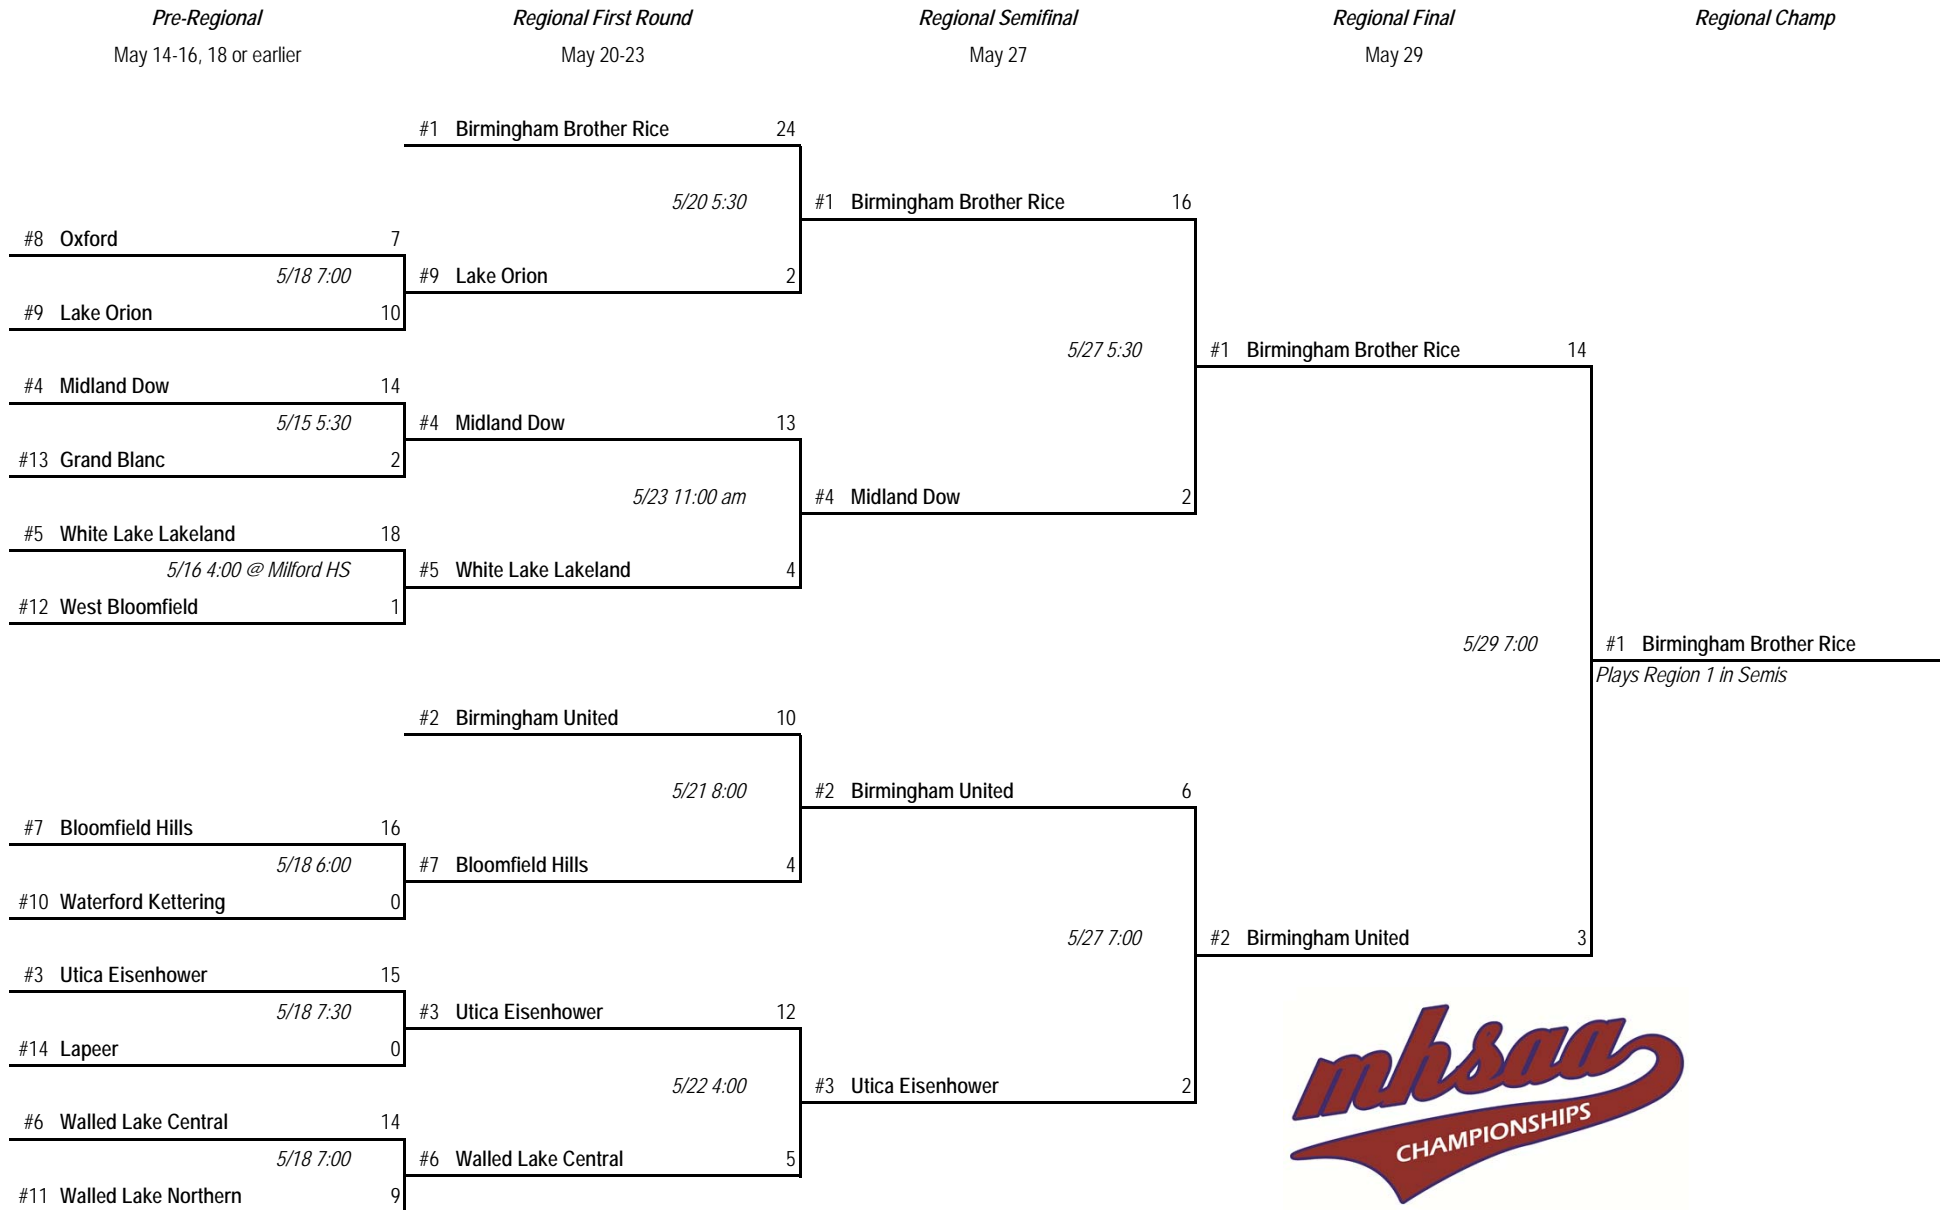 Pre-Regional Regional First Round Regional Semifinal Regional Final Regional Champ
May 14-16, 18 or earlier May 20-23 May 27 May 29
#1 Birmingham Brother Rice 24
5/20 5:30 #1 Birmingham Brother Rice 16
#8 Oxford 7
5/18 7:00 #9 Lake Orion 2
#9 Lake Orion 10
5/27 5:30 #1 Birmingham Brother Rice 14
#4 Midland Dow 14
5/15 5:30 #4 Midland Dow 13
#13 Grand Blanc 2
5/23 11:00 am #4 Midland Dow 2
#5 White Lake Lakeland 18
5/16 4:00 @ Milford HS #5 White Lake Lakeland 4
#12 West Bloomfield 1
5/29 7:00 #1 Birmingham Brother Rice
Plays Region 1 in Semis
#2 Birmingham United 10
5/21 8:00 #2 Birmingham United 6
#7 Bloomfield Hills 16
5/18 6:00 #7 Bloomfield Hills 4
#10 Waterford Kettering 0
5/27 7:00 #2 Birmingham United 3
#3 Utica Eisenhower 15
5/18 7:30 #3 Utica Eisenhower 12
#14 Lapeer 0
5/22 4:00 #3 Utica Eisenhower 2
mhsaa
CHAMPIONSHIPS
#6 Walled Lake Central 14
5/18 7:00 #6 Walled Lake Central 5
#11 Walled Lake Northern 9